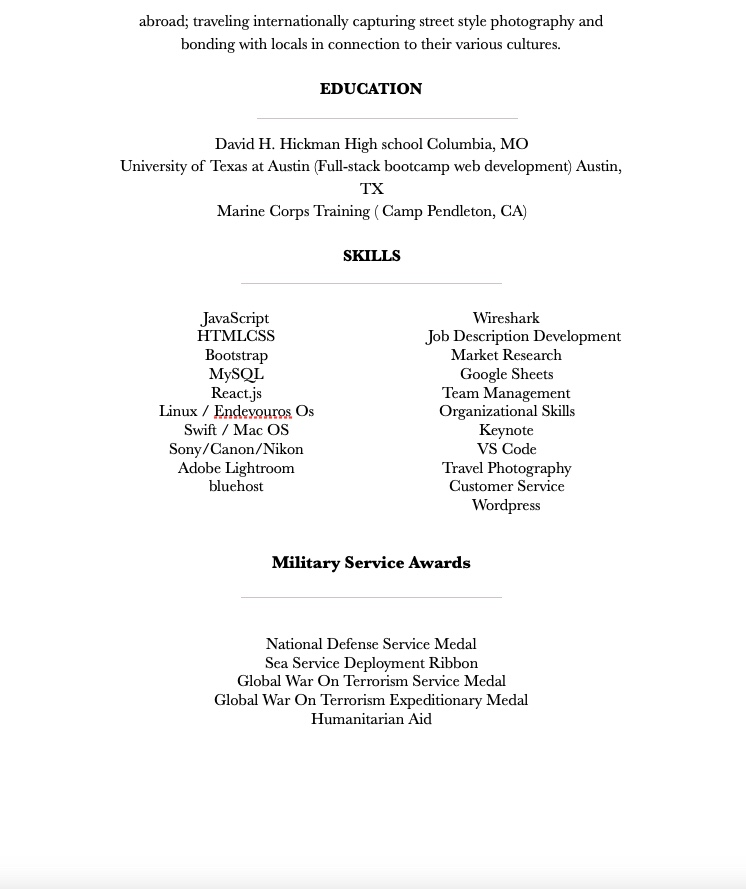 abroad; traveling internationally capturing street style photography and
bonding with locals in connection to their various cultures.
EDUCATION
David H. Hickman High school Columbia, MO
University of Texas at Austin (Full-stack bootcamp web development) Austin,
TX
Marine Corps Training ( Camp Pendleton, CA)
SKILLS
JavaScript
HTMLCSS
Bootstrap
MySQL
React.js
Linux / Endevouros Os
Swift / Mac OS
Sony/Canon/Nikon
Adobe Lightroom
bluehost
Wireshark
Job Description Development
Market Research
Google Sheets
Team Management
Organizational Skills
Keynote
VS Code
Travel Photography
Customer Service
Wordpress
Military Service Awards
National Defense Service Medal
Sea Service Deployment Ribbon
Global War On Terrorism Service Medal
Global War On Terrorism Expeditionary Medal
Humanitarian Aid